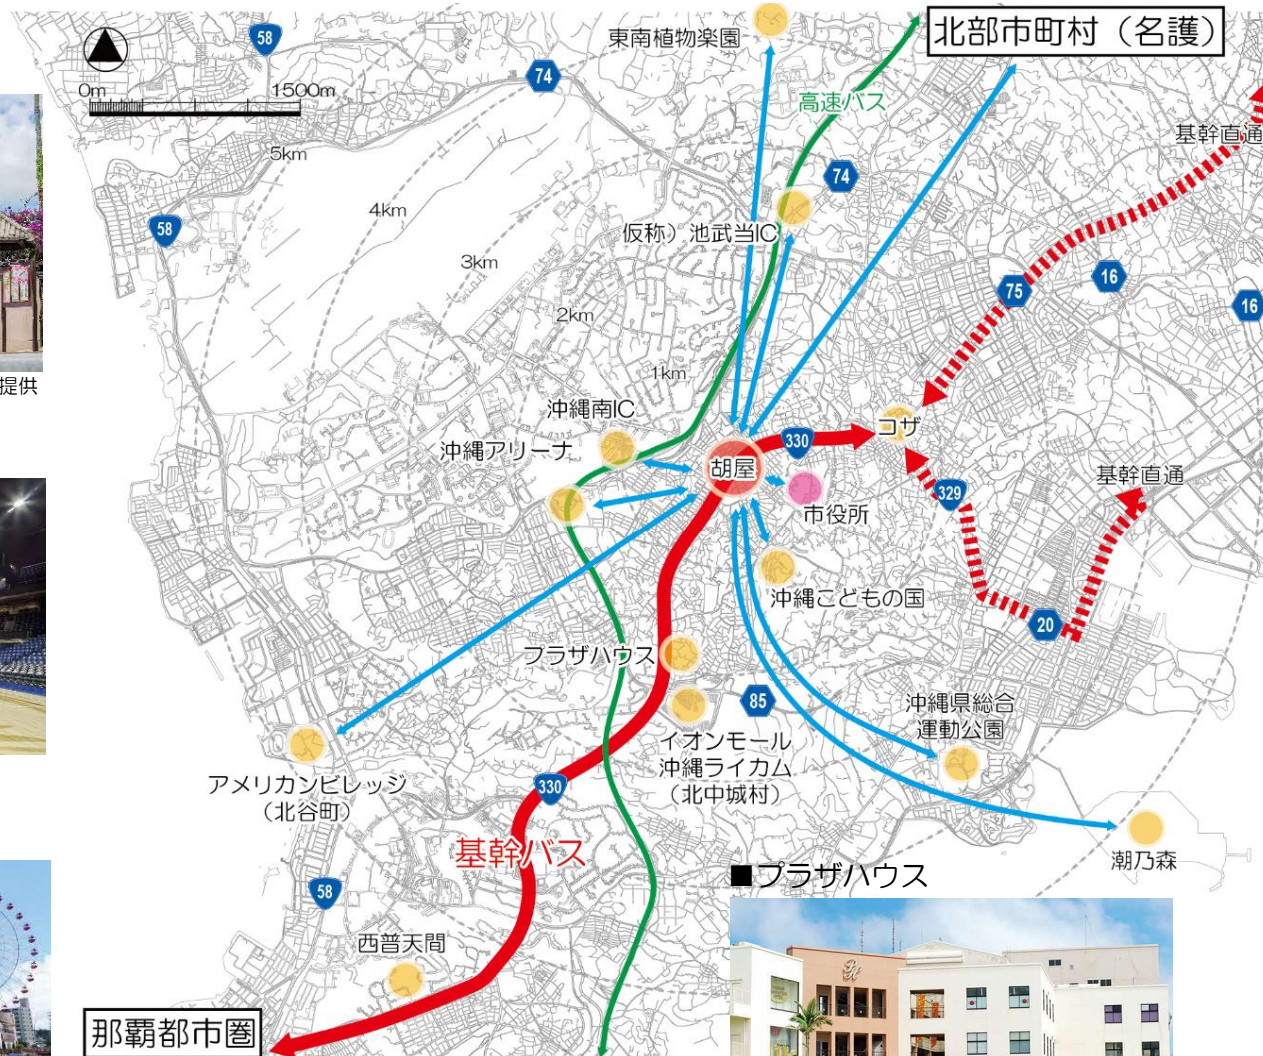 東南植物楽園
北部市町村（名護）
58
74
0m
1500m
高速バス
基幹直通
5km
74
4km
58
仮称）池武当IC
3km
16
75
16
2km
1km
提供
沖縄南IC
コザ
330
沖縄アリーナ
胡屋
基幹直通
329
市役所
沖縄こどもの国
20
プラザハウス
85
沖縄県総合
運動公園
イオンモール
沖縄ライカム
（北中城村）
アメリカンビレッジ
（北谷町）
330
基幹バス
潮乃森
■プラザハウス
58
西普天間
那覇都市圏